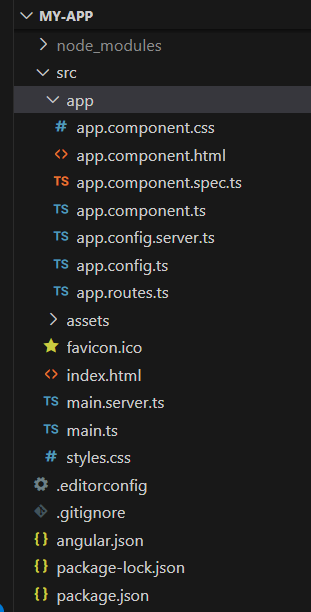 MY-APP
node_modules
src
app
# app.component.css
<> app.component.html
TS app.component.spec.ts
TS app.component.ts
TS app.config.server.ts
TS app.config.ts
TS app.routes.ts
assets
favicon.ico
<> index.html
TS main.server.ts
TS main.ts
# styles.css
.editorconfig
.gitignore
{} angular.json
{} package-lock.json
{} package.json